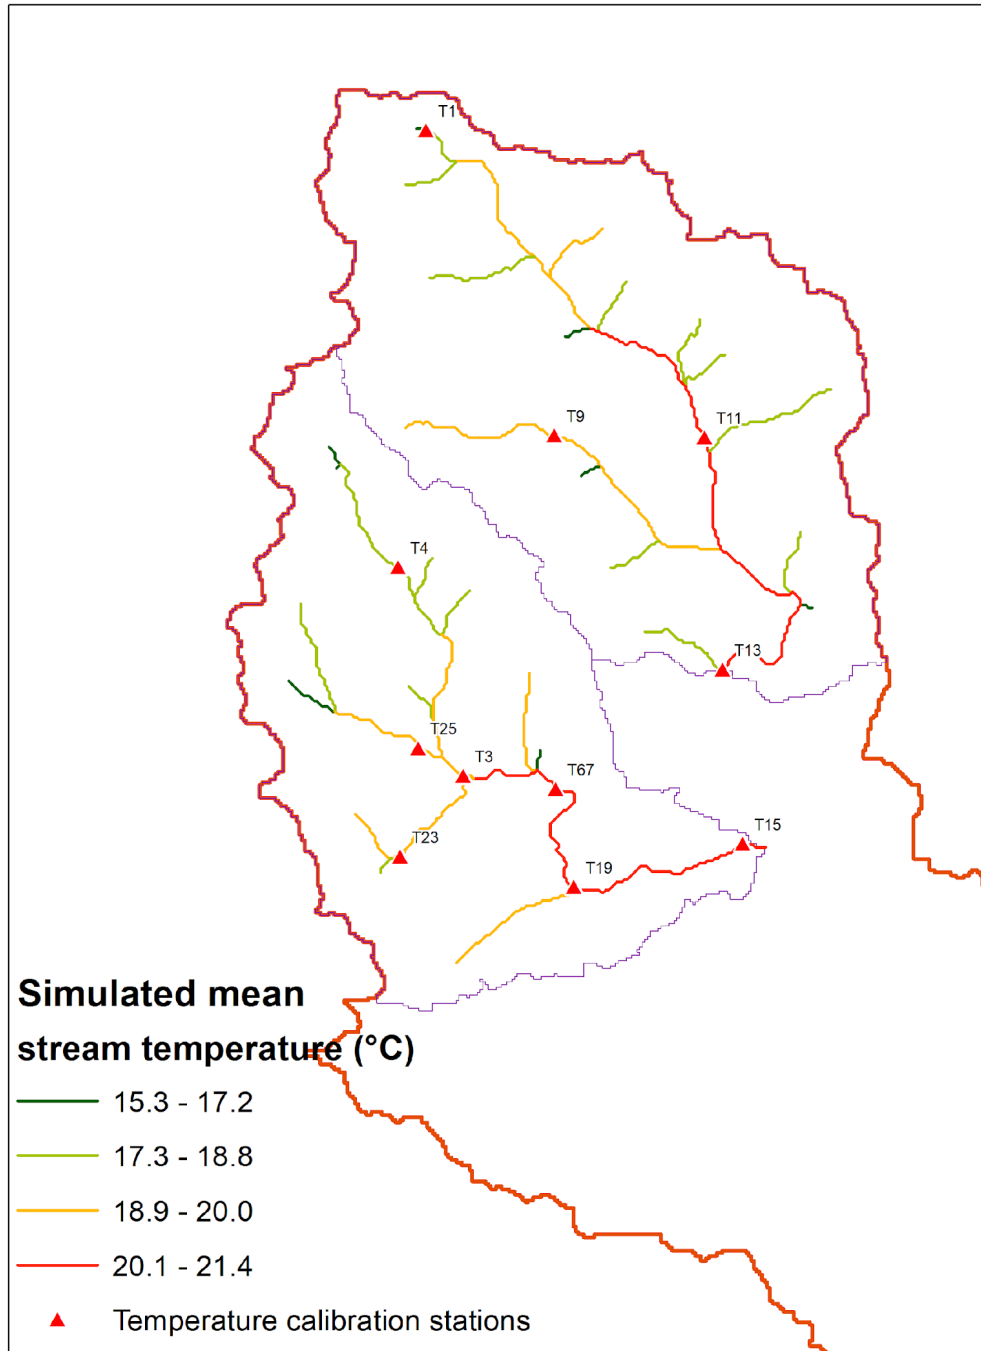 T1
T9
T11
T4
T13
T25
T3
T67
T15
T23
T19
Simulated mean
stream temperature (°C)
15.3 - 17.2
17.3 - 18.8
18.9 - 20.0
20.1 - 21.4
Temperature calibration stations